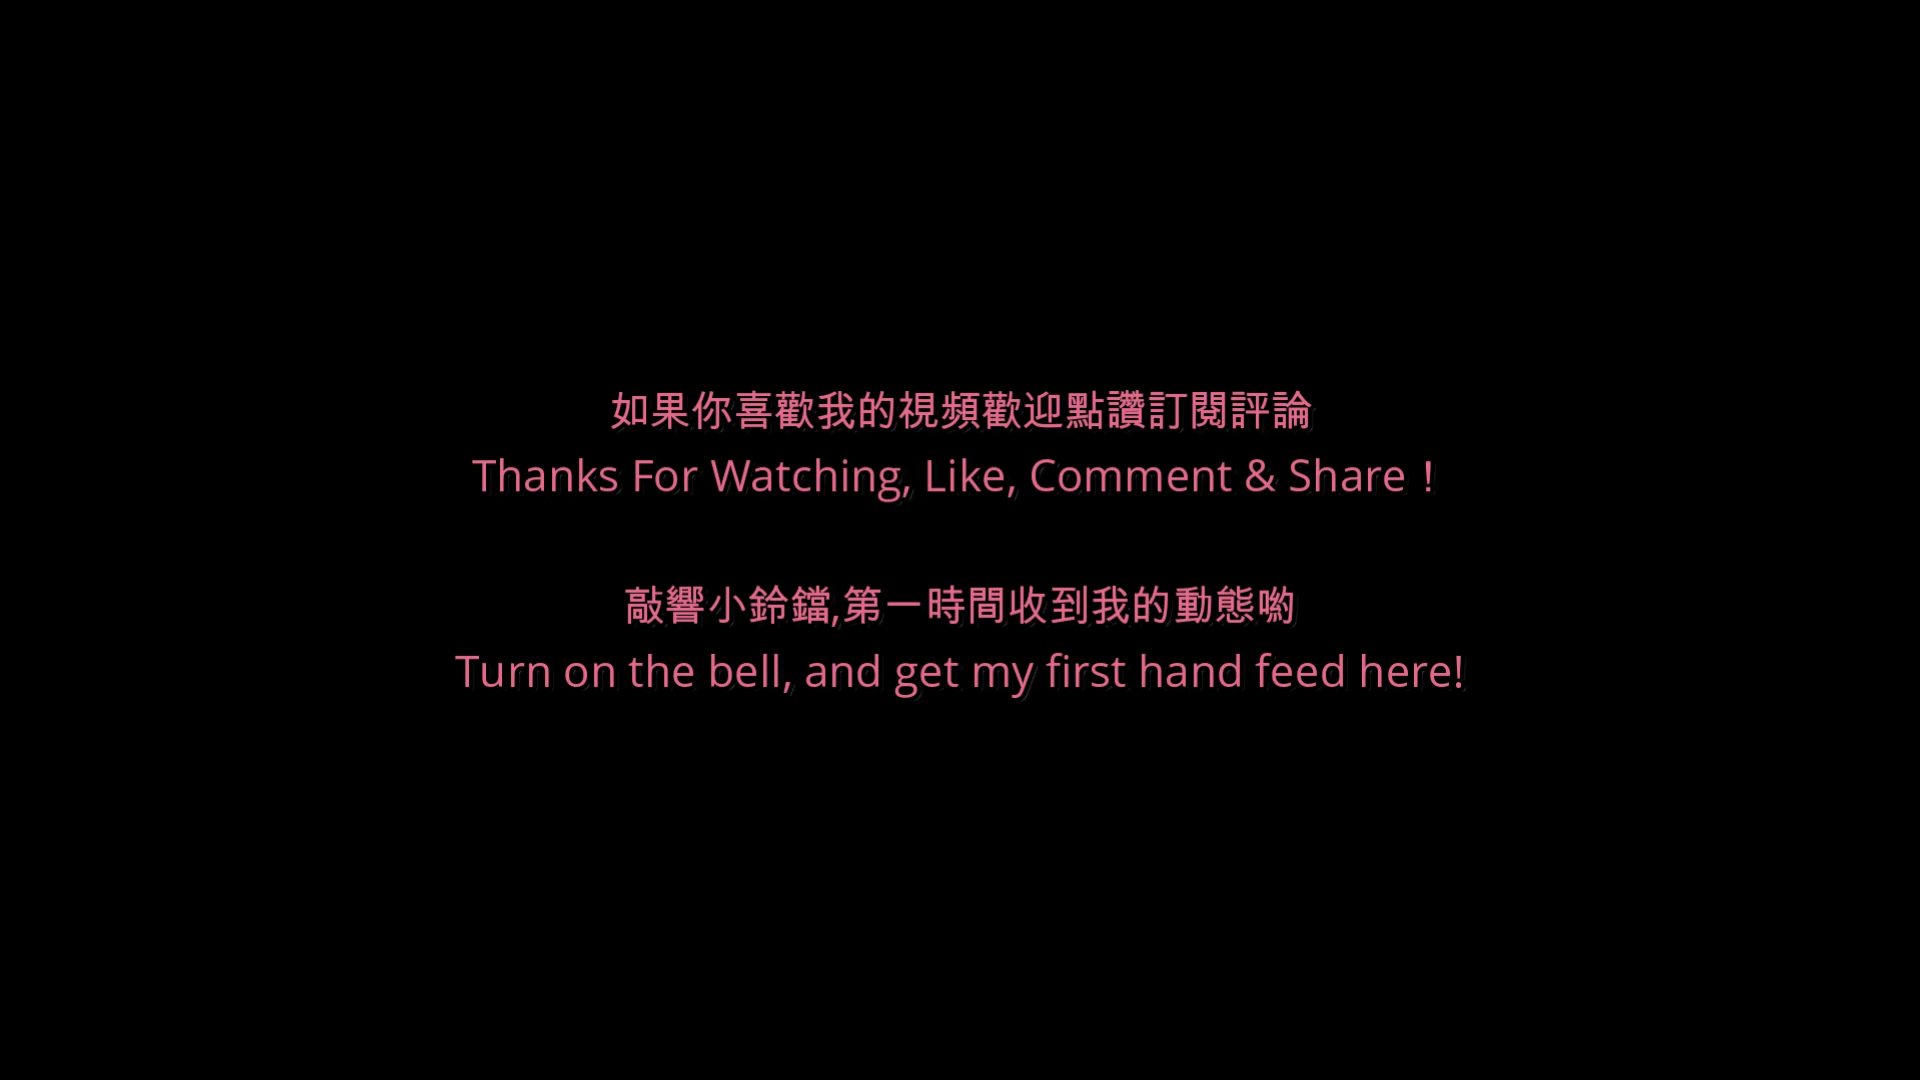 如果你喜歡我的視頻歡迎點讚訂閱評論
Thanks For Watching, Like, Comment & Share！
敲響小鈴鐺,第一時間收到我的動態喲
Turn on the bell, and get my first hand feed here!